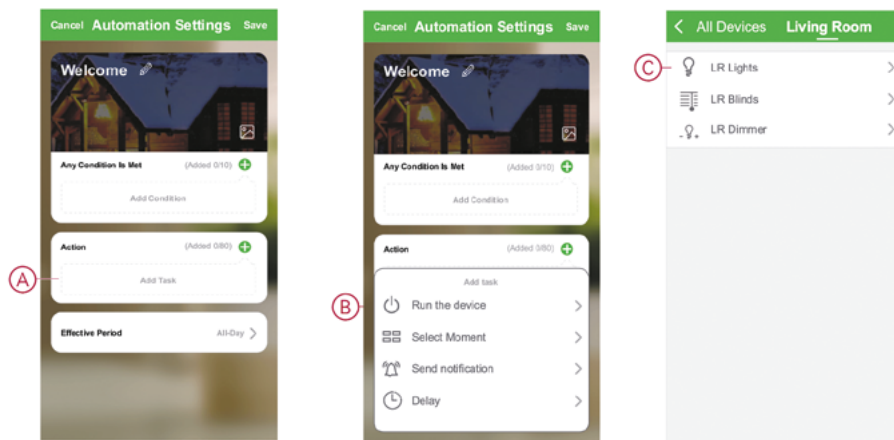 Cancel Automation Settings Save
Welcome
Any Condition Is Met (Added 0/10)
Add Condition
Action (Added 0/80)
Add Task
Effective Period All-Day
A
Cancel Automation Settings Save
Welcome
Any Condition Is Met (Added 0/10)
Add Condition
Action (Added 0/80)
Add task
Run the device
Select Moment
Send notification
Delay
B
All Devices Living Room
LR Lights
LR Blinds
LR Dimmer
C